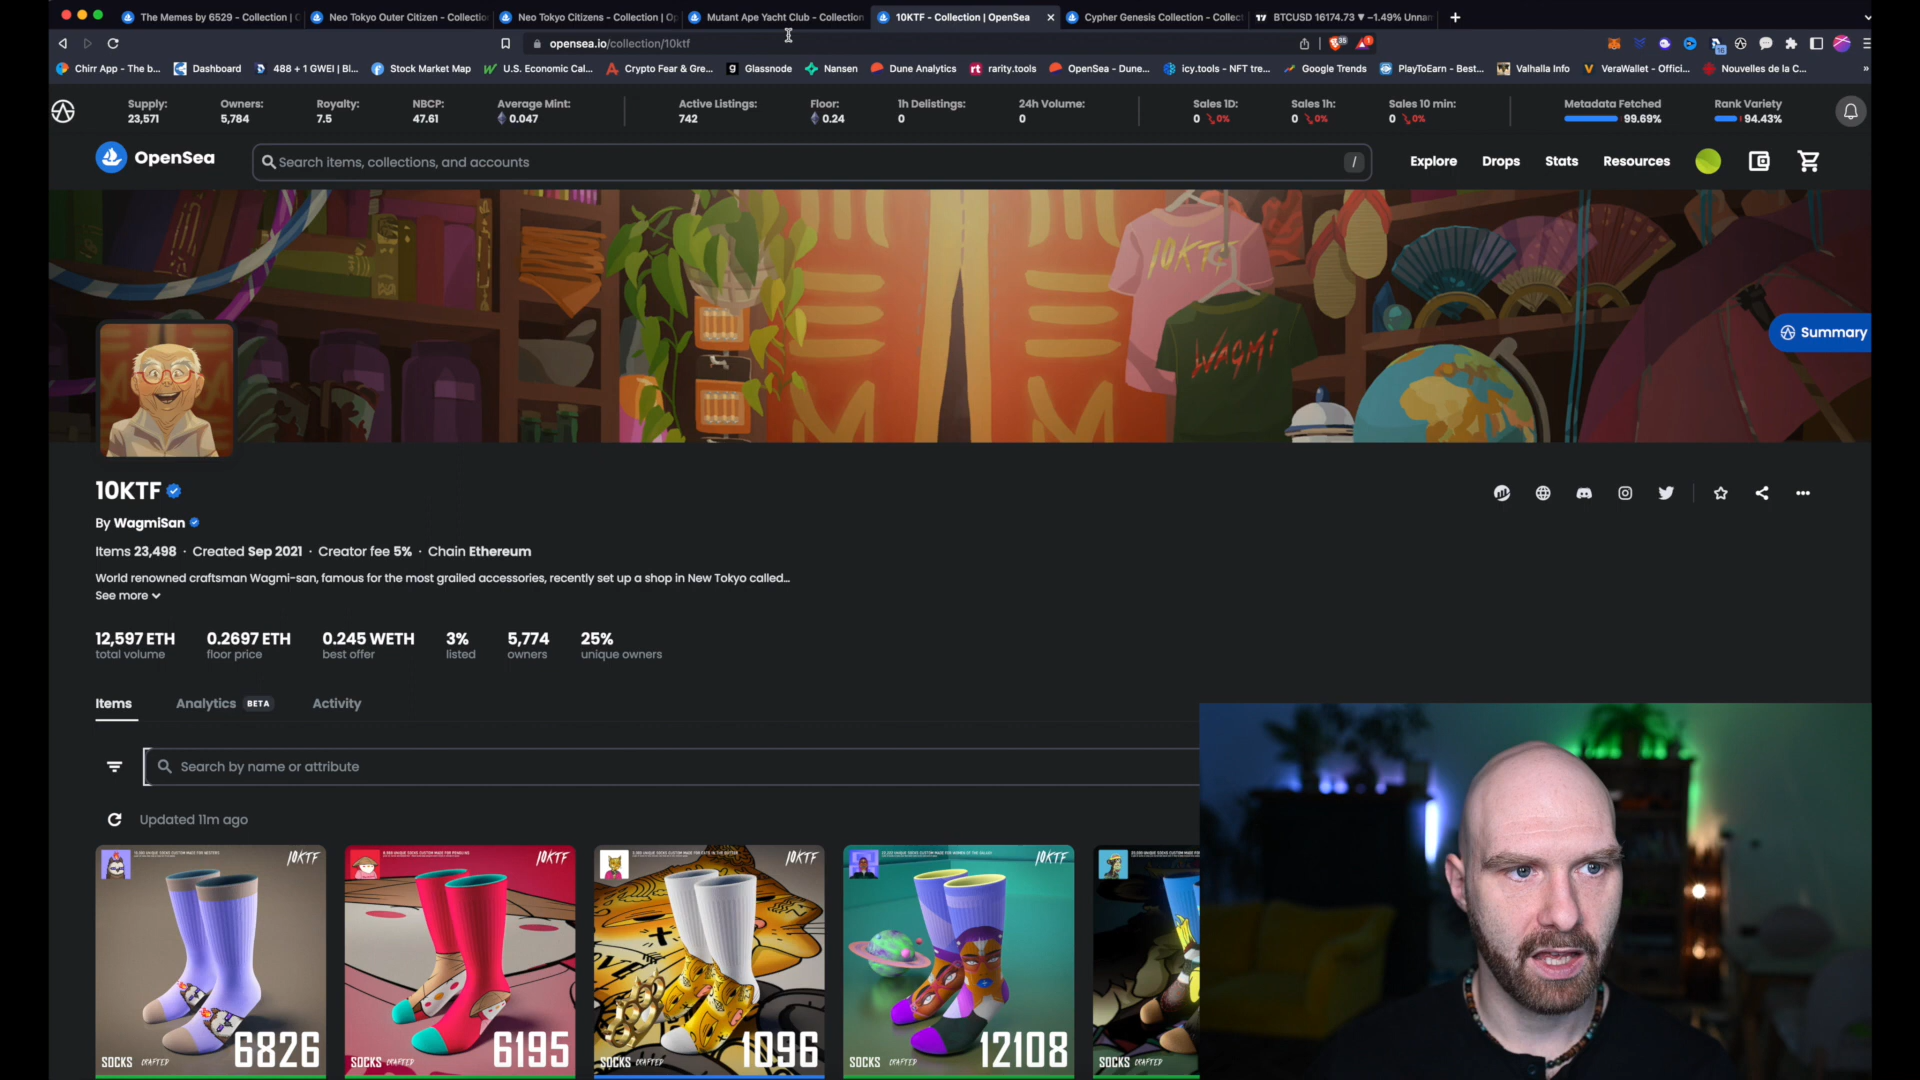 The Memes by 6529 - Collection |
Neo Tokyo Outer Citizen - Collectio
Neo Tokyo Citizens - Collection | O
Mutant Ape Yacht Club - Collection
10KTF - Collection | OpenSea
Cypher Genesis Collection - Collect
BTCUSD 16174.73 ▼ −1.49% Unna
opensea.io/collection/10ktf
Chirr App - The b...
Dashboard
488 + 1 GWEI | Bl...
Stock Market Map
U.S. Economic Cal...
Crypto Fear & Gre...
Glassnode
Nansen
Dune Analytics
rarity.tools
OpenSea - Dune...
icy.tools - NFT tre...
Google Trends
PlayToEarn - Best...
Valhalla Info
VeraWallet - Offici...
Nouvelles de la C...
Supply: 23,571
Owners: 5,784
Royalty: 7.5
NBCP: 47.61
Average Mint: 0.047
Active Listings: 742
Floor: 0.24
1h Delistings: 0
24h Volume: 0
Sales 1D: 0 0%
Sales 1h: 0 0%
Sales 10 min: 0 0%
Metadata Fetched 99.69%
Rank Variety 94.43%
OpenSea
Search items, collections, and accounts /
Explore
Drops
Stats
Resources
10KTF
WAGMI
Summary
10KTF
By WagmiSan
Items 23,498 · Created Sep 2021 · Creator fee 5% · Chain Ethereum
World renowned craftsman Wagmi-san, famous for the most grailed accessories, recently set up a shop in New Tokyo called...
See more
12,597 ETH total volume
0.2697 ETH floor price
0.245 WETH best offer
3% listed
5,774 owners
25% unique owners
Items
Analytics BETA
Activity
Search by name or attribute
Updated 11m ago
10KTF
SOCKS CRAFTED 6826
10KTF
SOCKS CRAFTED 6195
10KTF
SOCKS CRAFTED 1096
10KTF
SOCKS CRAFTED 12108
SOCKS CRAFTED